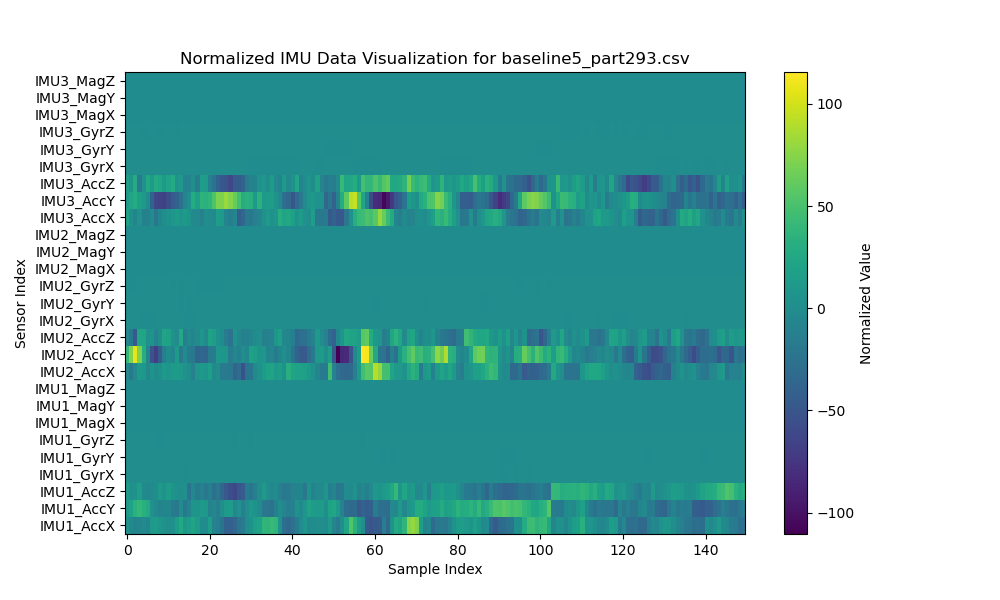 Normalized IMU Data Visualization for baseline5_part293.csv
IMU3_MagZ
IMU3_MagY
IMU3_MagX
IMU3_GyrZ
IMU3_GyrY
IMU3_GyrX
IMU3_AccZ
IMU3_AccY
IMU3_AccX
IMU2_MagZ
IMU2_MagY
IMU2_MagX
IMU2_GyrZ
IMU2_GyrY
IMU2_GyrX
IMU2_AccZ
IMU2_AccY
IMU2_AccX
IMU1_MagZ
IMU1_MagY
IMU1_MagX
IMU1_GyrZ
IMU1_GyrY
IMU1_GyrX
IMU1_AccZ
IMU1_AccY
IMU1_AccX
Sensor Index
0 20 40 60 80 100 120 140
Sample Index
100
50
0
−50
−100
Normalized Value